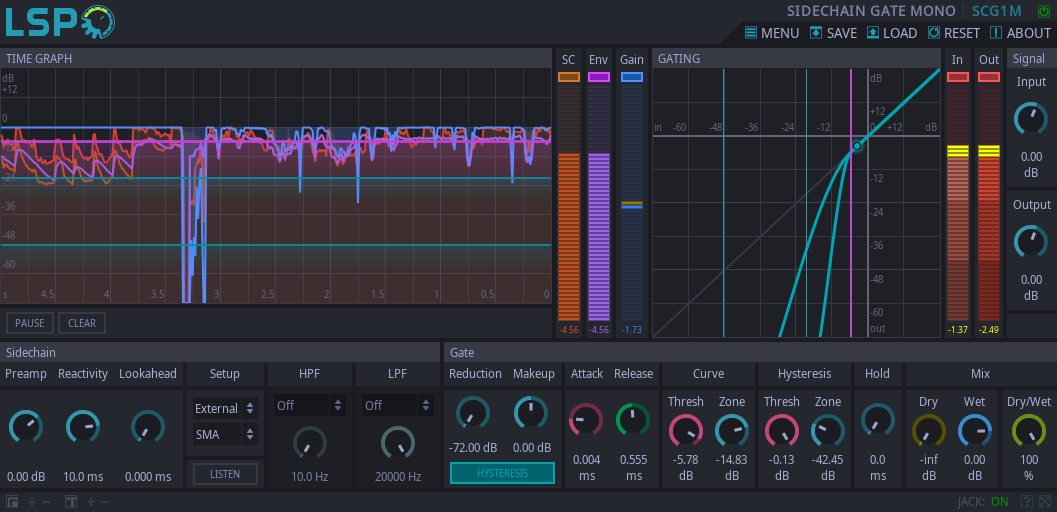 LSP
SIDECHAIN GATE MONO SCG1M
MENU SAVE LOAD RESET ABOUT
TIME GRAPH
SC Env Gain
GATING
In Out
Signal
dB
+12
0
-24
-36
-48
-60
s 4.5 4 3.5 3 2.5 2 1.5 1 0.5 0
-4.56 -4.56 -1.73
dB
+12
in -60 -48 -36 -24 -12 0 +12 dB
-12
-24
-36
-48
-60
out
-1.37 -2.49
Input
0.00
dB
Output
0.00
dB
PAUSE CLEAR
Sidechain
Preamp Reactivity Lookahead Setup HPF LPF
External
SMA
LISTEN
Off
Off
0.00 dB 10.0 ms 0.000 ms
10.0 Hz 20000 Hz
Gate
Reduction Makeup Attack Release Curve Hysteresis Hold Mix
Thresh Zone Thresh Zone Dry Wet Dry/Wet
-72.00 dB 0.00 dB
HYSTERESIS
0.004 0.555 -5.78 -14.83 -0.13 -42.45 0.0 -inf 0.00 100
ms ms dB dB dB dB ms dB dB %
T
JACK: ON ?